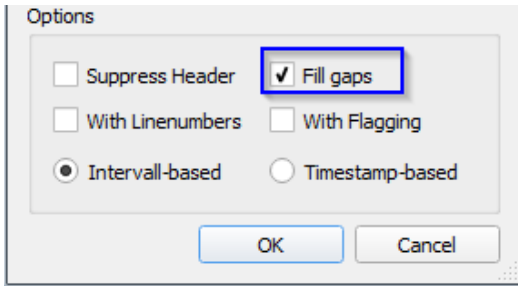 Options
Suppress Header Fill gaps
With Linenumbers With Flagging
Intervall-based Timestamp-based
OK Cancel